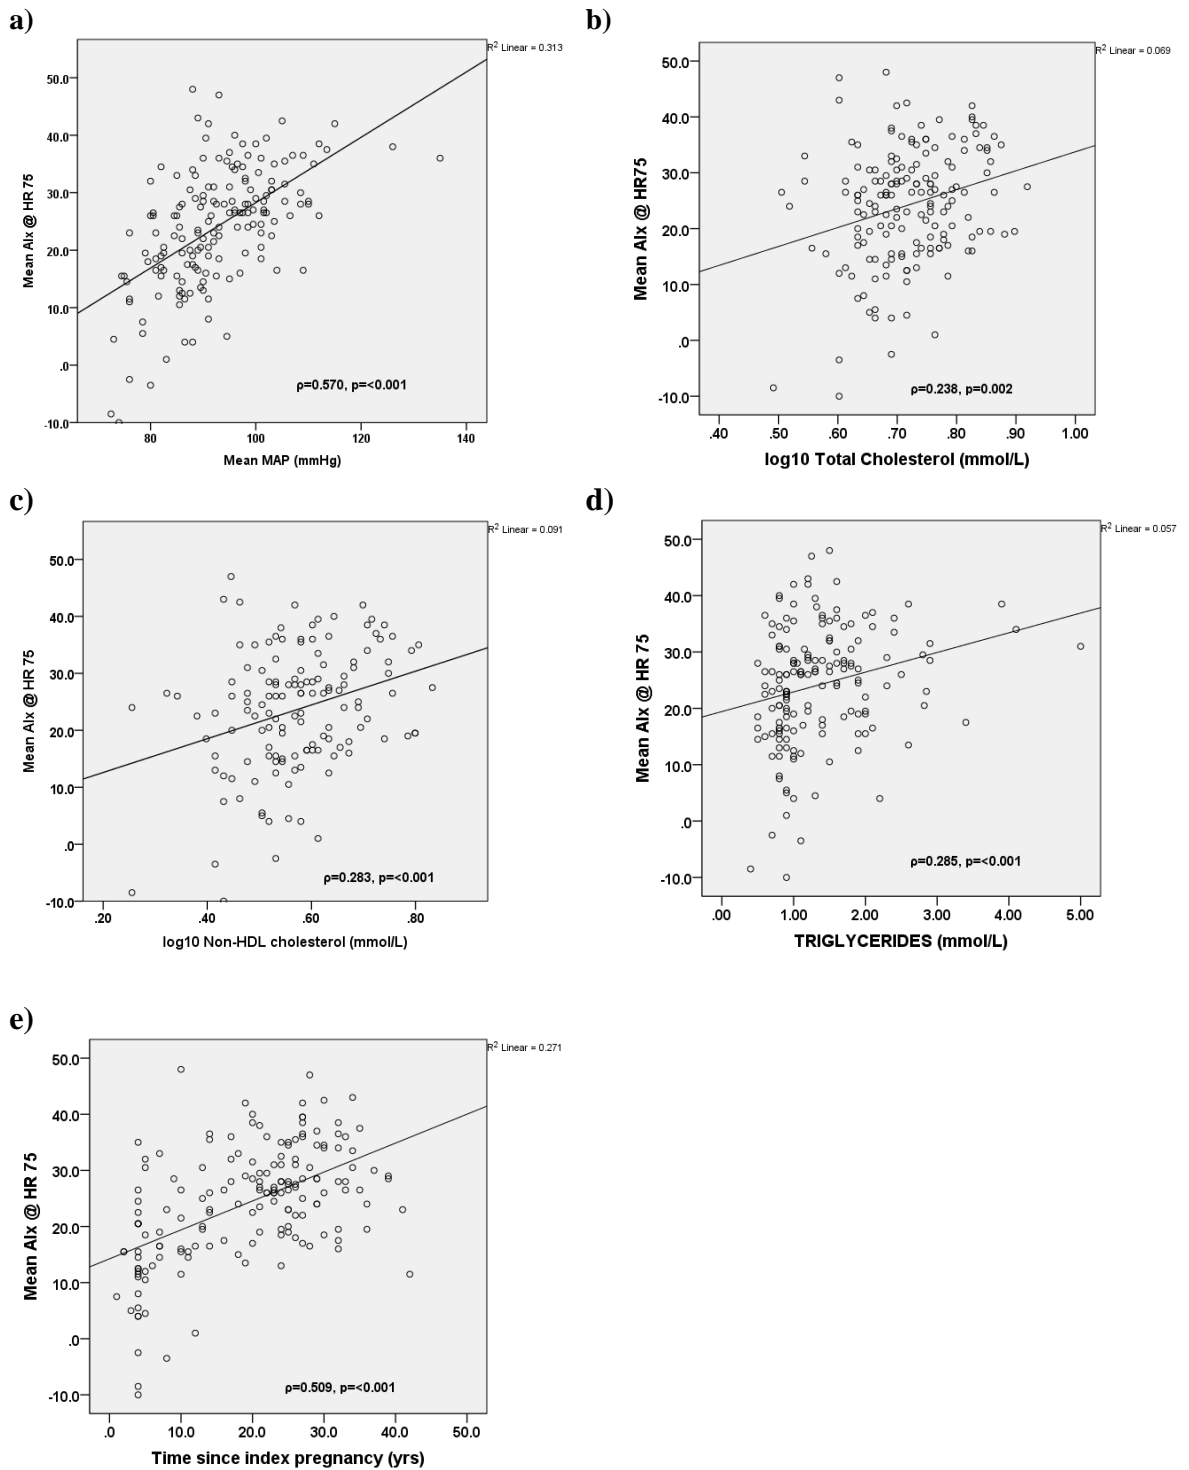 a)
R² Linear = 0.313
50.0
40.0
30.0
20.0
10.0
.0
-10.0
Mean AIx @ HR 75
ρ=0.570, p=<0.001
80 100 120 140
Mean MAP (mmHg)
b)
R² Linear = 0.069
50.0
40.0
30.0
20.0
10.0
.0
-10.0
Mean AIx @ HR75
ρ=0.238, p=0.002
.40 .50 .60 .70 .80 .90 1.00
log10 Total Cholesterol (mmol/L)
c)
R² Linear = 0.091
50.0
40.0
30.0
20.0
10.0
.0
-10.0
Mean AIx @ HR 75
ρ=0.283, p=<0.001
.20 .40 .60 .80
log10 Non-HDL cholesterol (mmol/L)
d)
R² Linear = 0.057
50.0
40.0
30.0
20.0
10.0
.0
-10.0
Mean AIx @ HR 75
ρ=0.285, p=<0.001
.00 1.00 2.00 3.00 4.00 5.00
TRIGLYCERIDES (mmol/L)
e)
R² Linear = 0.271
50.0
40.0
30.0
20.0
10.0
.0
-10.0
Mean AIx @ HR 75
ρ=0.509, p=<0.001
.0 10.0 20.0 30.0 40.0 50.0
Time since index pregnancy (yrs)